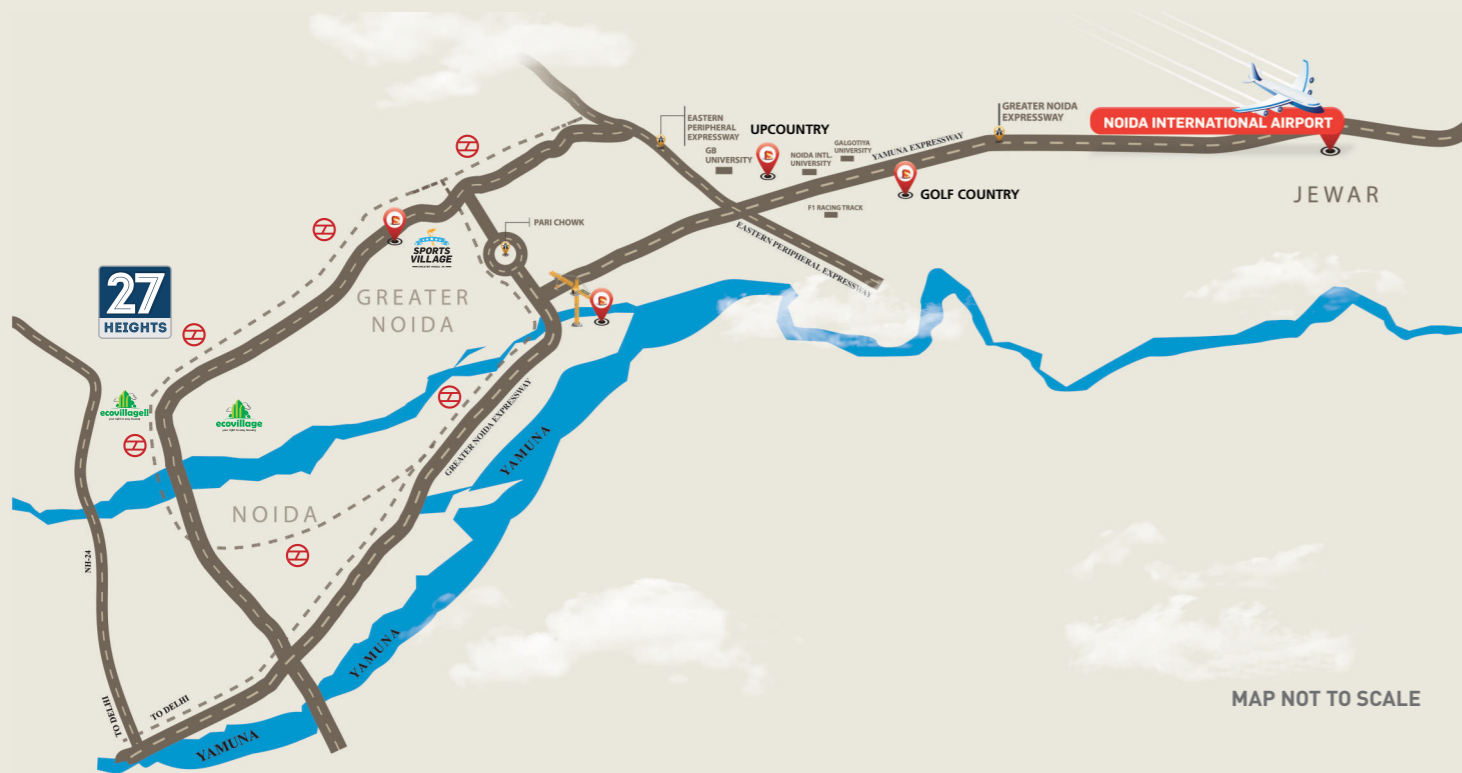 EASTERN
PERIPHERAL
EXPRESSWAY
UPCOUNTRY
GB
UNIVERSITY
NOIDA INTL.
UNIVERSITY
GALGOTIYA
UNIVERSITY
YAMUNA EXPRESSWAY
GREATER NOIDA
EXPRESSWAY
NOIDA INTERNATIONAL AIRPORT
JEWAR
GOLF COUNTRY
F1 RACING TRACK
PARI CHOWK
SPORTS
VILLAGE
EASTERN PERIPHERAL EXPRESSWAY
27
HEIGHTS
GREATER
NOIDA
ecovillageII
ecovillage
GREATER NOIDA EXPRESSWAY
YAMUNA
NOIDA
NH-24
YAMUNA
TO DELHI
TO DELHI
YAMUNA
MAP NOT TO SCALE